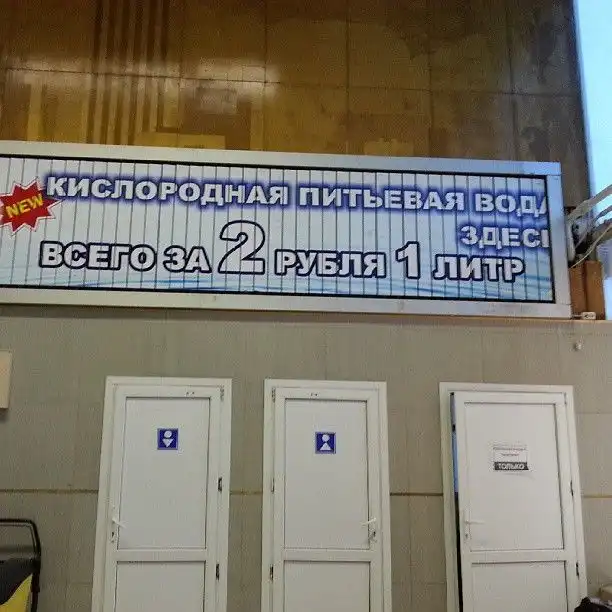 NEW
КИСЛОРОДНАЯ ПИТЬЕВАЯ ВОДА
ЗДЕСЬ
ВСЕГО ЗА 2 РУБЛЯ 1 ЛИТР
ТОЛЬКО